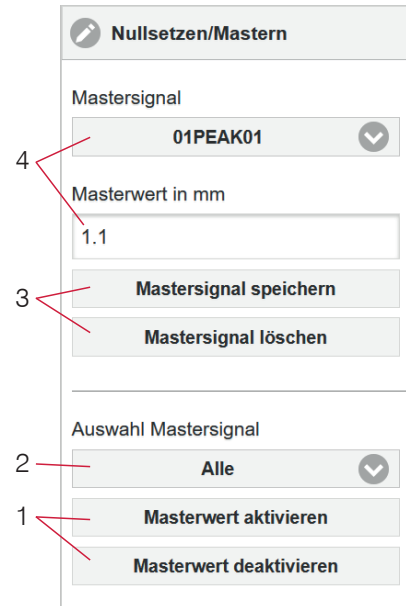 Nullsetzen/Mastern
Mastersignal
01PEAK01
4
Masterwert in mm
1.1
3
Mastersignal speichern
Mastersignal löschen
Auswahl Mastersignal
2
Alle
1
Masterwert aktivieren
Masterwert deaktivieren